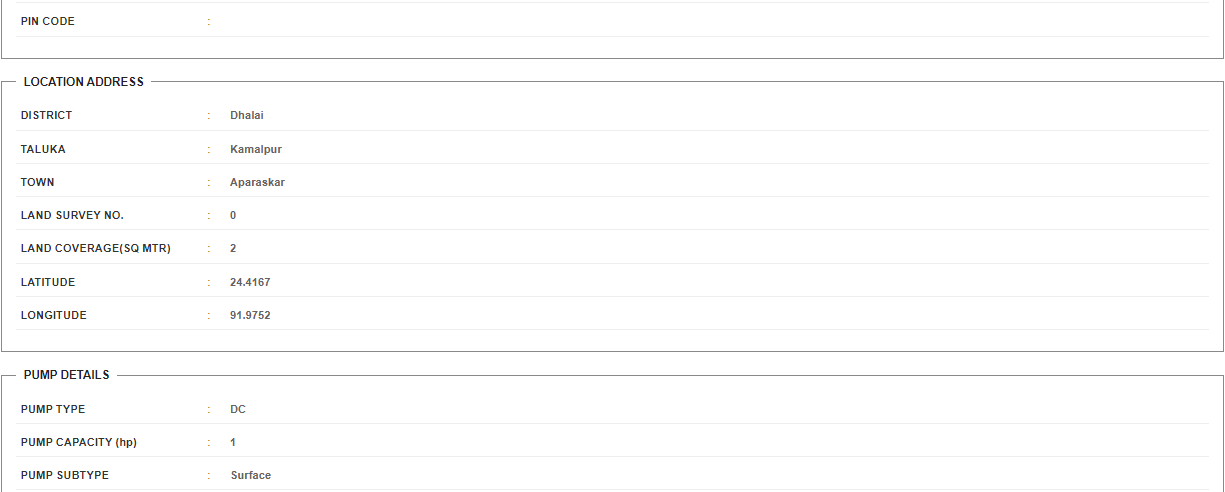 PIN CODE :
LOCATION ADDRESS
DISTRICT : Dhalai
TALUKA : Kamalpur
TOWN : Aparaskar
LAND SURVEY NO. : 0
LAND COVERAGE(SQ MTR) : 2
LATITUDE : 24.4167
LONGITUDE : 91.9752
PUMP DETAILS
PUMP TYPE : DC
PUMP CAPACITY (hp) : 1
PUMP SUBTYPE : Surface